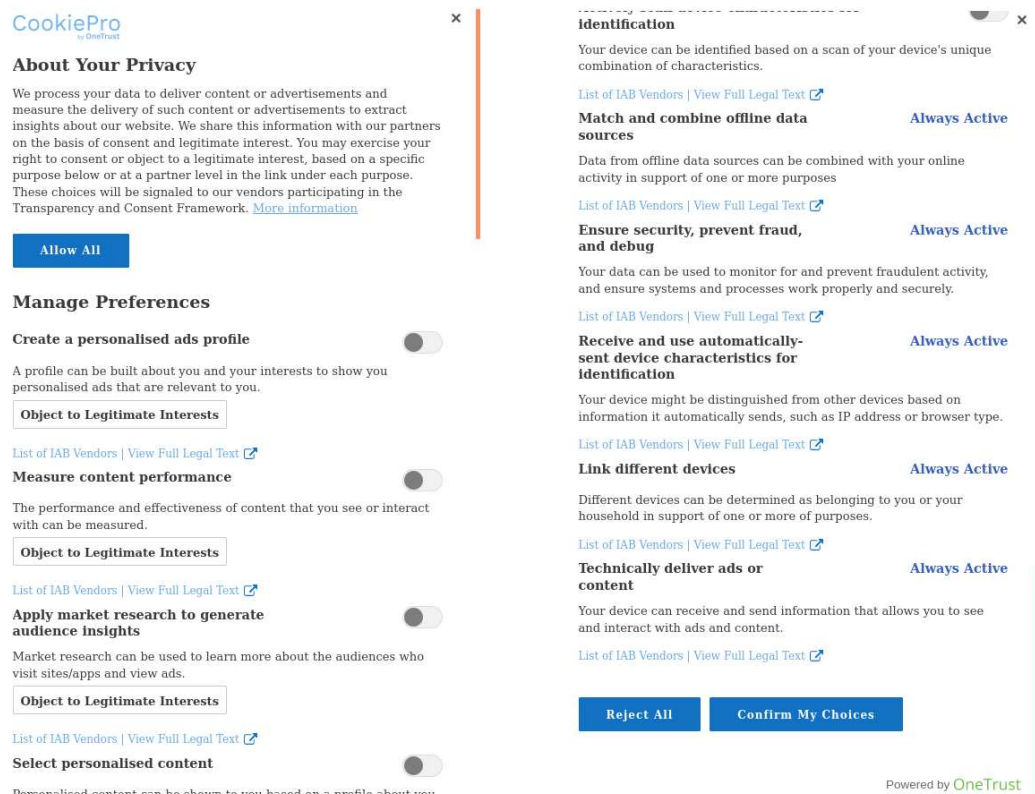 CookiePro
by OneTrust
×
About Your Privacy
We process your data to deliver content or advertisements and
measure the delivery of such content or advertisements to extract
insights about our website. We share this information with our partners
on the basis of consent and legitimate interest. You may exercise your
right to consent or object to a legitimate interest, based on a specific
purpose below or at a partner level in the link under each purpose.
These choices will be signaled to our vendors participating in the
Transparency and Consent Framework. More information
Allow All
Manage Preferences
Create a personalised ads profile
A profile can be built about you and your interests to show you
personalised ads that are relevant to you.
Object to Legitimate Interests
List of IAB Vendors | View Full Legal Text
Measure content performance
The performance and effectiveness of content that you see or interact
with can be measured.
Object to Legitimate Interests
List of IAB Vendors | View Full Legal Text
Apply market research to generate
audience insights
Market research can be used to learn more about the audiences who
visit sites/apps and view ads.
Object to Legitimate Interests
List of IAB Vendors | View Full Legal Text
Select personalised content
Personalised content can be shown to you based on a profile about you
×
identification
Your device can be identified based on a scan of your device's unique
combination of characteristics.
List of IAB Vendors | View Full Legal Text
Match and combine offline data
sources
Always Active
Data from offline data sources can be combined with your online
activity in support of one or more purposes
List of IAB Vendors | View Full Legal Text
Ensure security, prevent fraud,
and debug
Always Active
Your data can be used to monitor for and prevent fraudulent activity,
and ensure systems and processes work properly and securely.
List of IAB Vendors | View Full Legal Text
Receive and use automatically-
sent device characteristics for
identification
Always Active
Your device might be distinguished from other devices based on
information it automatically sends, such as IP address or browser type.
List of IAB Vendors | View Full Legal Text
Link different devices
Always Active
Different devices can be determined as belonging to you or your
household in support of one or more of purposes.
List of IAB Vendors | View Full Legal Text
Technically deliver ads or
content
Always Active
Your device can receive and send information that allows you to see
and interact with ads and content.
List of IAB Vendors | View Full Legal Text
Reject All
Confirm My Choices
Powered by OneTrust